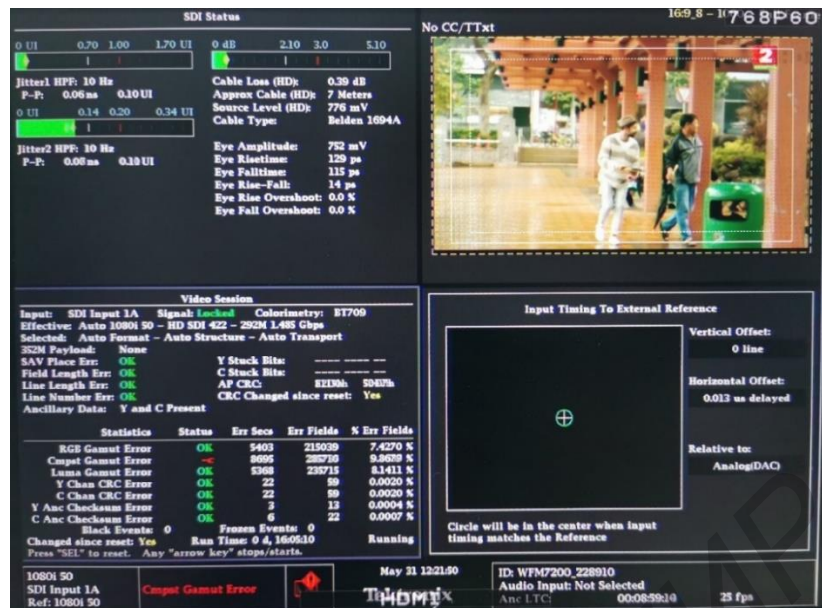 SDI Status
0 UI 0.70 1.00 1.70 UI
0 dB 2.10 3.0 5.10
Jitter1 HPF: 10 Hz
P-P: 0.06 ns 0.10 UI
0 UI 0.14 0.20 0.34 UI
Jitter2 HPF: 10 Hz
P-P: 0.08 ns
Cable Loss (HD): 0.39 dB
Approx Cable (HD): 7 Meters
Source Level (HD): 776 mV
Cable Type: Belden 1694A
Eye Amplitude: 752 mV
Eye Risetime: 129 ps
Eye Falltime: 115 ps
Eye Rise-Fall: 14 ps
Eye Rise Overshoot: 0.0 %
Eye Fall Overshoot: 0.0 %
No CC/TTxt
768P60
2
Video Session
Input: SDI Input 1A Signal: Locked Colorimetry: BT709
Effective: Auto 1080i 50 - HD SDI 422 - 292M 1.485 Gbps
Selected: Auto Format - Auto Structure - Auto Transport
352M Payload: None
SAV Place Err: OK Y Stuck Bits: ---- ----
Field Length Err: OK C Stuck Bits: ---- ----
Line Length Err: OK AP CRC:
Line Number Err: OK CRC Changed since reset: Yes
Ancillary Data: Y and C Present
Statistics Status Err Secs Err Fields % Err Fields
RGB Gamut Error OK 5403 215039 7.4270 %
Cmpst Gamut Error -C 8695 9.8679 %
Luma Gamut Error OK 5368 235715 8.1411 %
Y Chan CRC Error OK 22 59 0.0020 %
C Chan CRC Error OK 22 59 0.0020 %
Y Anc Checksum Error OK 3 13 0.0004 %
C Anc Checksum Error OK 6 22 0.0007 %
Black Events: 0 Frozen Events: 0
Changed since reset: Yes Run Time: 0 d, 16:05:10 Running
Press "SEL" to reset. Any "arrow key" stops/starts.
Input Timing To External Reference
Vertical Offset:
0 line
Horizontal Offset:
0.013 us delayed
Relative to:
Analog(DAC)
Circle will be in the center when input
timing matches the Reference
1080i 50
SDI Input 1A
Ref: 1080i 50
Cmpst Gamut Error
May 31 12:21:50
Tektronix
HDMI
ID: WFM7200_228910
Audio Input: Not Selected
Anc LTC: 00:08:59:10 25 fps